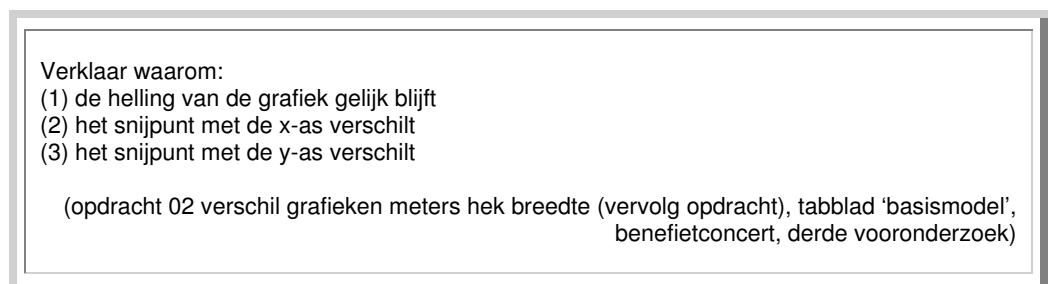 Verklaar waarom:
(1) de helling van de grafiek gelijk blijft
(2) het snijpunt met de x-as verschilt
(3) het snijpunt met de y-as verschilt
(opdracht 02 verschil grafieken meters hek breedte (vervolg opdracht), tabblad ‘basismodel’,
benefietconcert, derde vooronderzoek)